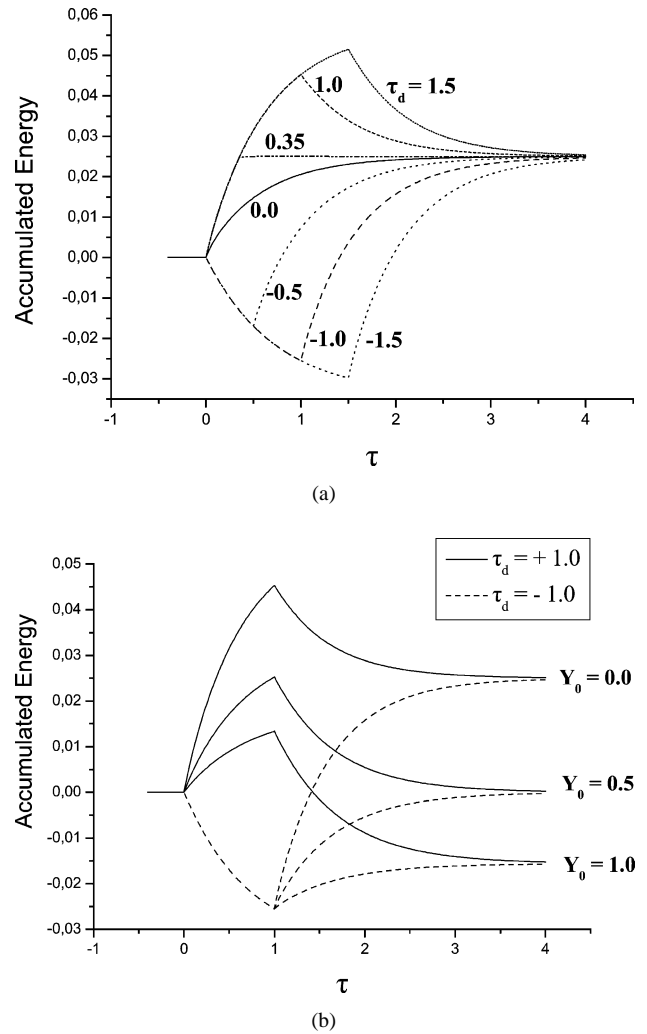 0,06
0,05
0,04
0,03
0,02
0,01
0,00
-0,01
-0,02
-0,03
Accumulated Energy
1.0
τd = 1.5
0.35
0.0
-0.5
-1.0
-1.5
-1 0 1 2 3 4
τ
(a)
0,05
0,04
0,03
0,02
0,01
0,00
-0,01
-0,02
-0,03
Accumulated Energy
τd = + 1.0
τd = - 1.0
Y0 = 0.0
Y0 = 0.5
Y0 = 1.0
-1 0 1 2 3 4
τ
(b)